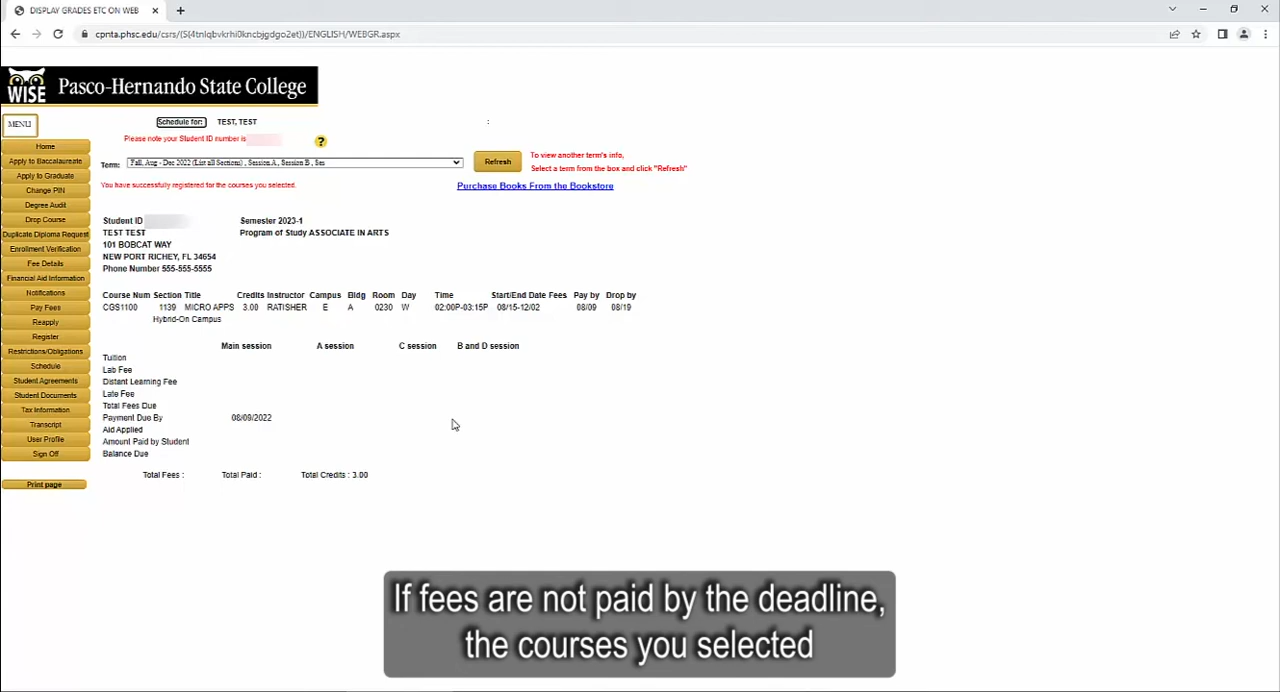 DISPLAY GRADES ETC ON WEB
cpnta.phsc.edu/csrs/(S(4tnlqbvkrhi0kncbjgdgo2et))/ENGLISH/WEBGR.aspx
WISE Pasco-Hernando State College
MENU
Home
Apply to Baccalaureate
Apply to Graduate
Change PIN
Degree Audit
Drop Course
Duplicate Diploma Request
Enrollment Verification
Fee Details
Financial Aid Information
Notifications
Pay Fees
Reapply
Register
Restrictions/Obligations
Schedule
Student Agreements
Student Documents
Tax Information
Transcript
User Profile
Sign Off
Print page
Schedule for: TEST, TEST :
Please note your Student ID number is ?
Term: Fall, Aug - Dec 2022 (List all Sections) , Session A , Session B , Ses Refresh
To view another term's info,
Select a term from the box and click "Refresh"
You have successfully registered for the courses you selected. Purchase Books From the Bookstore
Student ID Semester 2023-1
TEST TEST Program of Study ASSOCIATE IN ARTS
101 BOBCAT WAY
NEW PORT RICHEY, FL 34654
Phone Number 555-555-5555
Course Num Section Title Credits Instructor Campus Bldg Room Day Time Start/End Date Fees Pay by Drop by
CGS1100 1139 MICRO APPS 3.00 RATISHER E A 0230 W 02:00P-03:15P 08/15-12/02 08/09 08/19
Hybrid-On Campus
Main session A session C session B and D session
Tuition
Lab Fee
Distant Learning Fee
Late Fee
Total Fees Due
Payment Due By 08/09/2022
Aid Applied
Amount Paid by Student
Balance Due
Total Fees : Total Paid : Total Credits : 3.00
If fees are not paid by the deadline,
the courses you selected